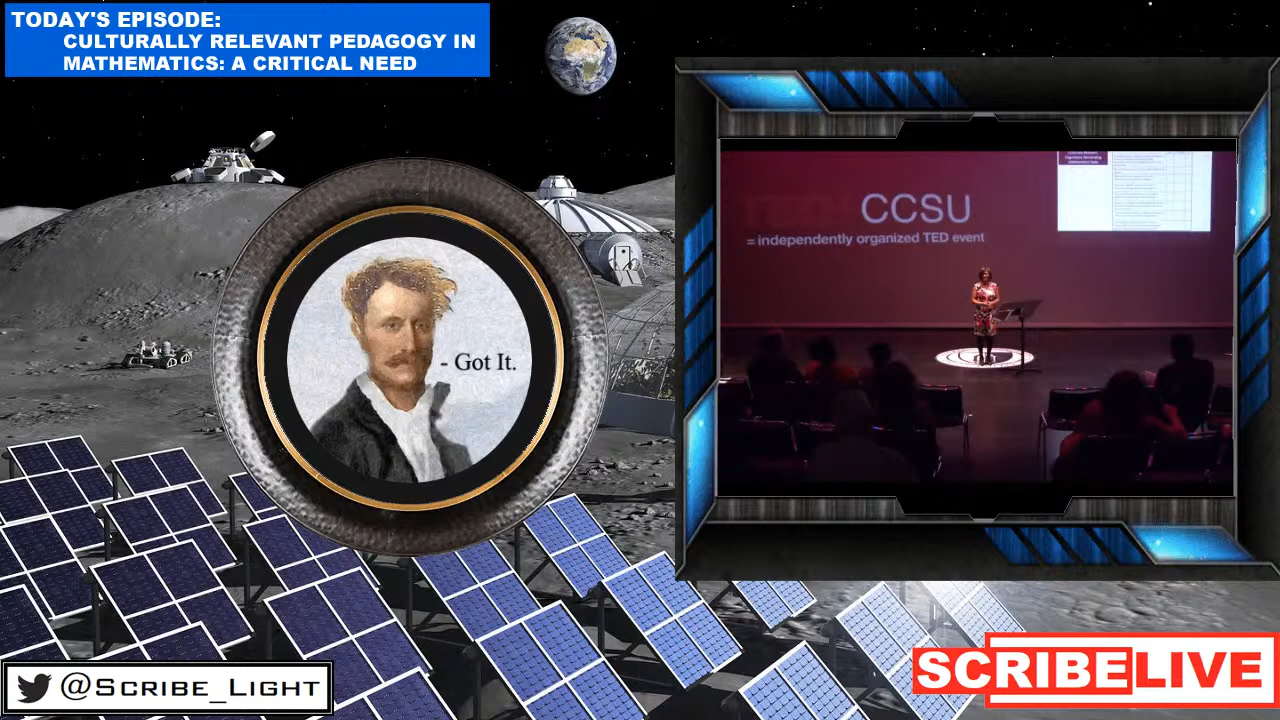 TODAY'S EPISODE:
CULTURALLY RELEVANT PEDAGOGY IN
MATHEMATICS: A CRITICAL NEED
CCSU
=independently organized TED event
- Got It.
@SCRIBE_LIGHT
SCRIBELIVE